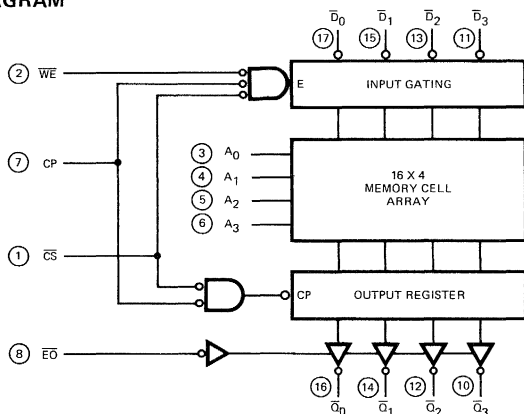 AGRAM
D̅0 D̅1 D̅2 D̅3
17 15 13 11
2 W̅E̅
E INPUT GATING
7 CP
3 A0
4 A1
5 A2
6 A3
16 X 4
MEMORY CELL
ARRAY
1 C̅S̅
CP OUTPUT REGISTER
8 E̅O̅
16 14 12 10
Q̅0 Q̅1 Q̅2 Q̅3